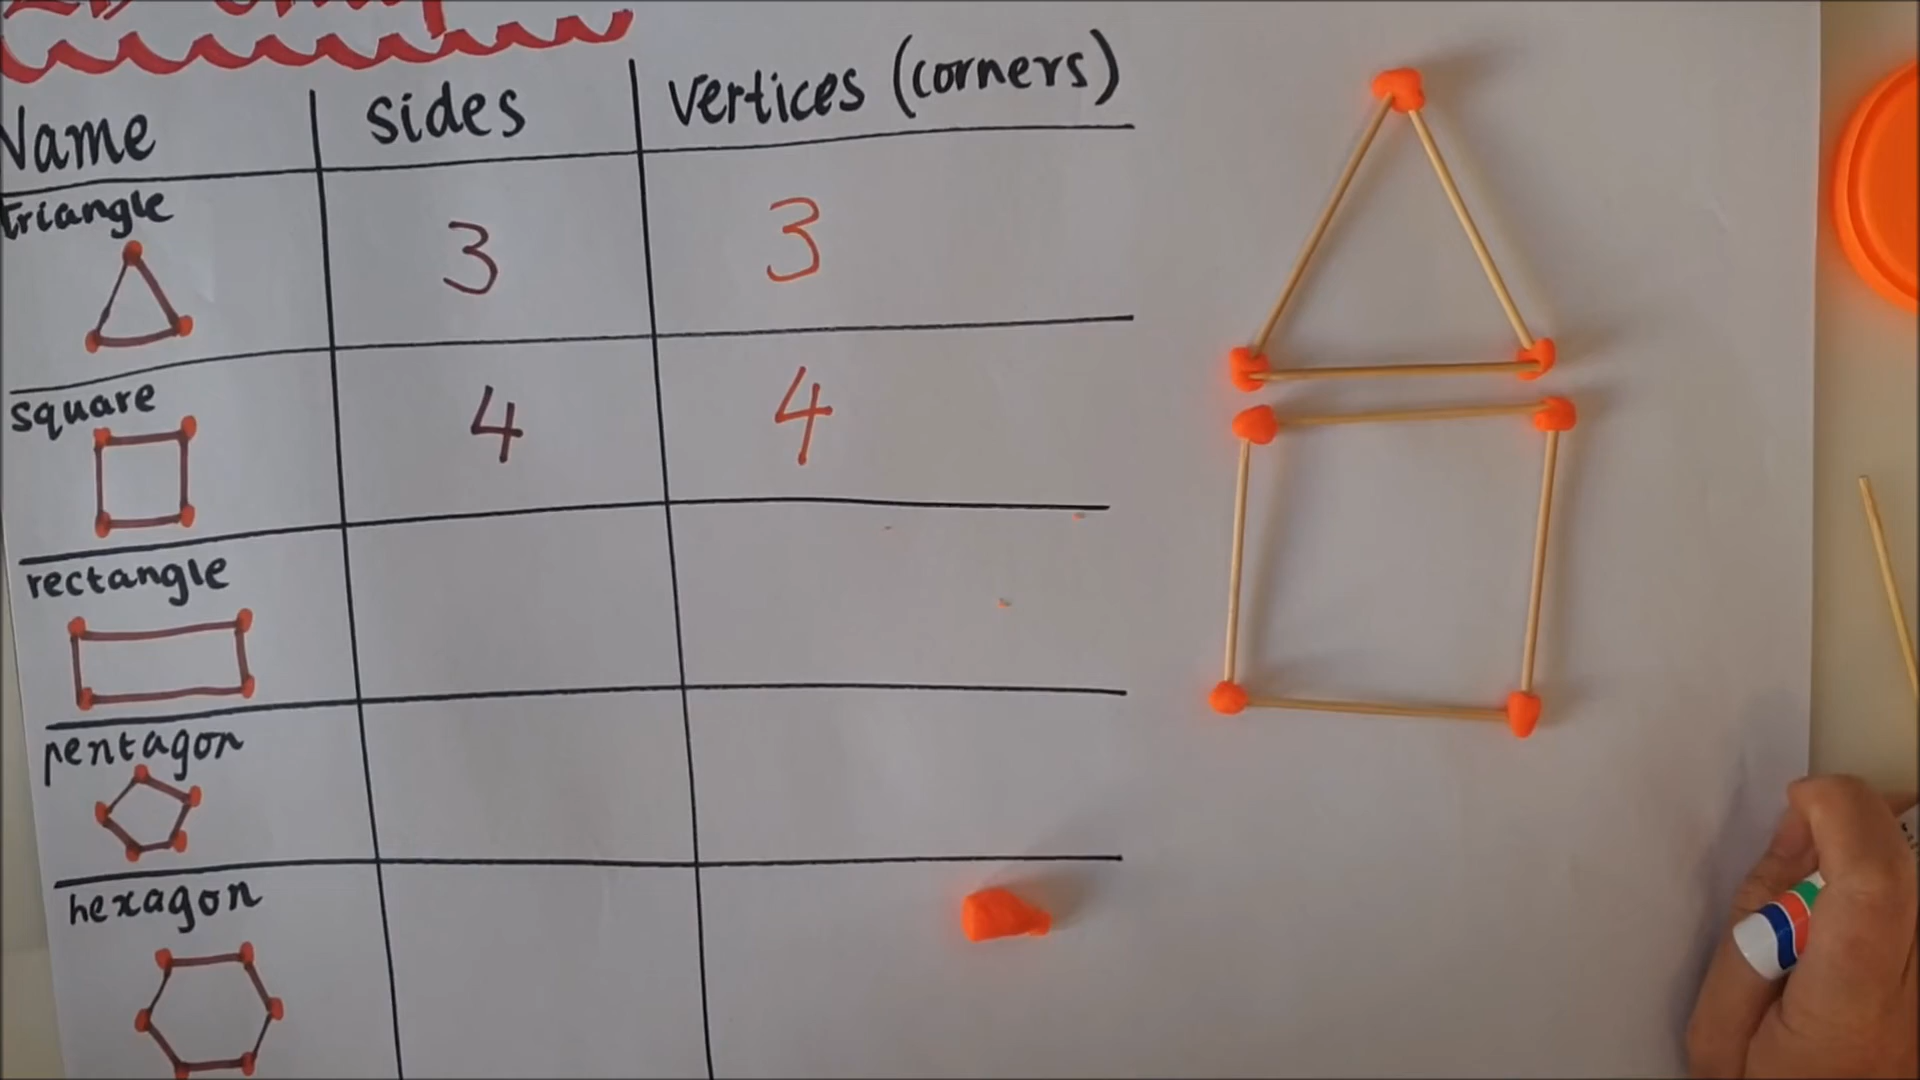 Name sides vertices (corners)
triangle 3 3
square 4 4
rectangle
pentagon
hexagon